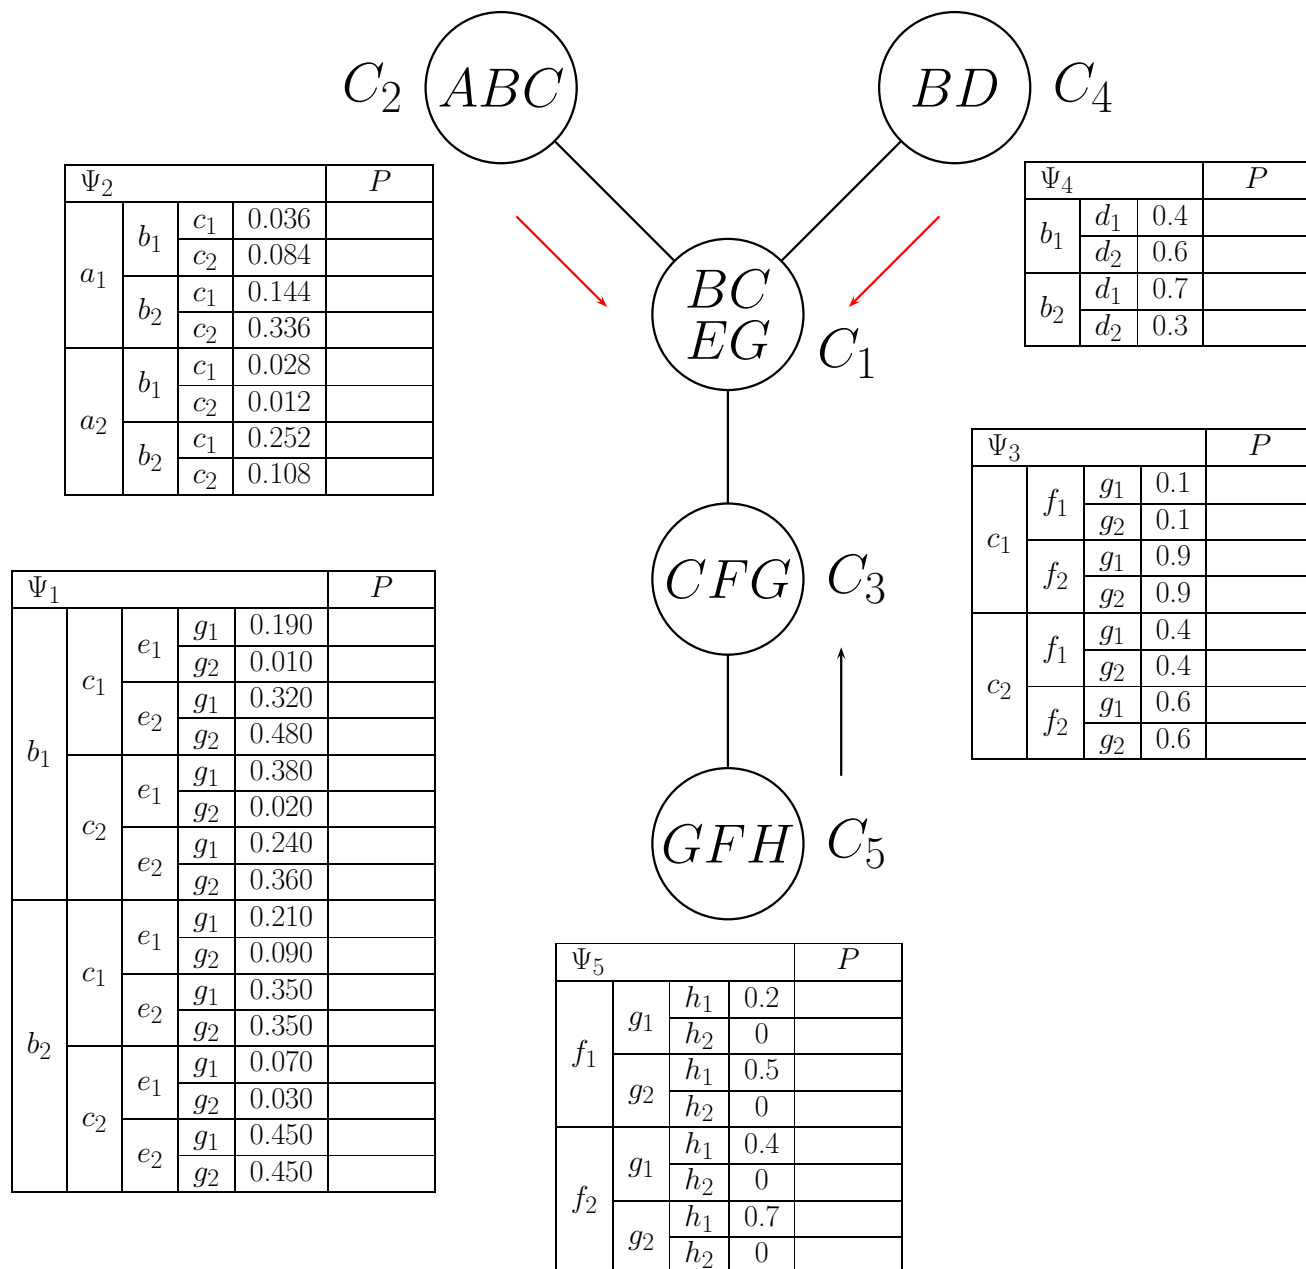 C₂ ABC BD C₄
Ψ₂ P
a₁ b₁ c₁ 0.036
c₂ 0.084
b₂ c₁ 0.144
c₂ 0.336
a₂ b₁ c₁ 0.028
c₂ 0.012
b₂ c₁ 0.252
c₂ 0.108
Ψ₄ P
b₁ d₁ 0.4
d₂ 0.6
b₂ d₁ 0.7
d₂ 0.3
BC
EG C₁
Ψ₃ P
c₁ f₁ g₁ 0.1
g₂ 0.1
f₂ g₁ 0.9
g₂ 0.9
c₂ f₁ g₁ 0.4
g₂ 0.4
f₂ g₁ 0.6
g₂ 0.6
CFG C₃
Ψ₁ P
b₁ c₁ e₁ g₁ 0.190
g₂ 0.010
e₂ g₁ 0.320
g₂ 0.480
c₂ e₁ g₁ 0.380
g₂ 0.020
e₂ g₁ 0.240
g₂ 0.360
b₂ c₁ e₁ g₁ 0.210
g₂ 0.090
e₂ g₁ 0.350
g₂ 0.350
c₂ e₁ g₁ 0.070
g₂ 0.030
e₂ g₁ 0.450
g₂ 0.450
GFH C₅
Ψ₅ P
f₁ g₁ h₁ 0.2
h₂ 0
g₂ h₁ 0.5
h₂ 0
f₂ g₁ h₁ 0.4
h₂ 0
g₂ h₁ 0.7
h₂ 0